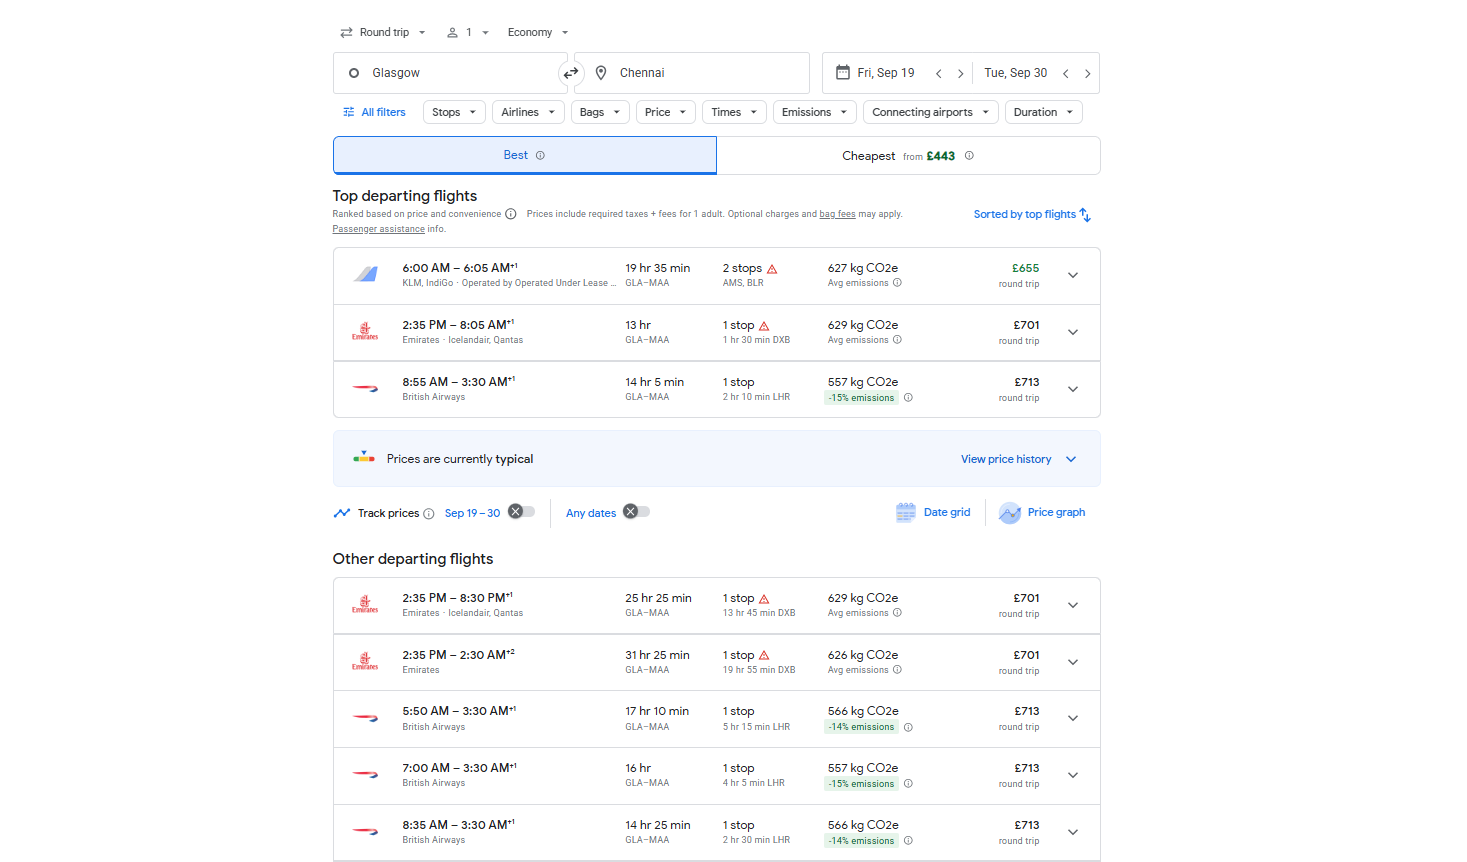 Round trip 1 Economy
Glasgow Chennai Fri, Sep 19 Tue, Sep 30
All filters Stops Airlines Bags Price Times Emissions Connecting airports Duration
Best Cheapest from £443
Top departing flights
Ranked based on price and convenience Prices include required taxes + fees for 1 adult. Optional charges and bag fees may apply.
Passenger assistance info.
Sorted by top flights
6:00 AM – 6:05 AM+1 19 hr 35 min 2 stops 627 kg CO2e £655
KLM, IndiGo · Operated by Operated Under Lease ... GLA–MAA AMS, BLR Avg emissions round trip
2:35 PM – 8:05 AM+1 13 hr 1 stop 629 kg CO2e £701
Emirates Emirates · Icelandair, Qantas GLA–MAA 1 hr 30 min DXB Avg emissions round trip
8:55 AM – 3:30 AM+1 14 hr 5 min 1 stop 557 kg CO2e £713
British Airways GLA–MAA 2 hr 10 min LHR -15% emissions round trip
Prices are currently typical View price history
Track prices Sep 19 – 30 Any dates Date grid Price graph
Other departing flights
2:35 PM – 8:30 PM+1 25 hr 25 min 1 stop 629 kg CO2e £701
Emirates Emirates · Icelandair, Qantas GLA–MAA 13 hr 45 min DXB Avg emissions round trip
2:35 PM – 2:30 AM+2 31 hr 25 min 1 stop 626 kg CO2e £701
Emirates Emirates GLA–MAA 19 hr 55 min DXB Avg emissions round trip
5:50 AM – 3:30 AM+1 17 hr 10 min 1 stop 566 kg CO2e £713
British Airways GLA–MAA 5 hr 15 min LHR -14% emissions round trip
7:00 AM – 3:30 AM+1 16 hr 1 stop 557 kg CO2e £713
British Airways GLA–MAA 4 hr 5 min LHR -15% emissions round trip
8:35 AM – 3:30 AM+1 14 hr 25 min 1 stop 566 kg CO2e £713
British Airways GLA–MAA 2 hr 30 min LHR -14% emissions round trip